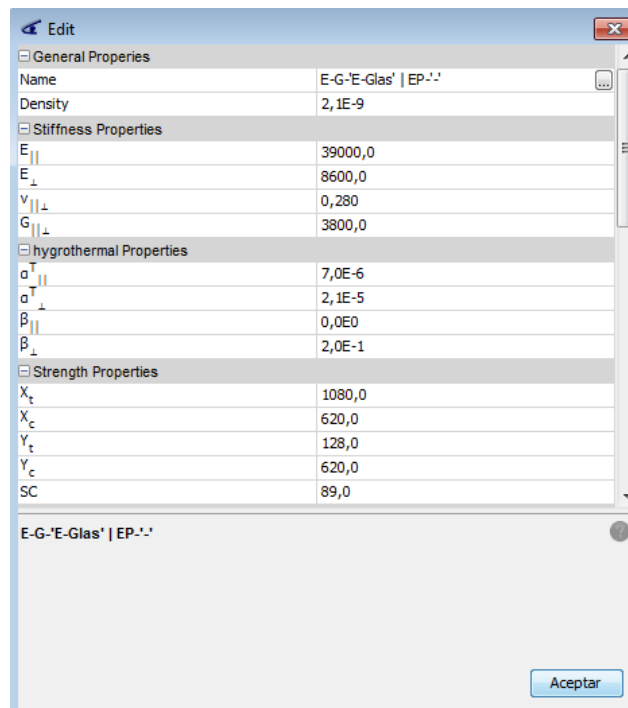 Edit
General Properies
Name E-G-'E-Glas' | EP-'-' ...
Density 2,1E-9
Stiffness Properties
E|| 39000,0
E⊥ 8600,0
ν||⊥ 0,280
G||⊥ 3800,0
hygrothermal Properties
αT|| 7,0E-6
αT⊥ 2,1E-5
β|| 0,0E0
β⊥ 2,0E-1
Strength Properties
Xt 1080,0
Xc 620,0
Yt 128,0
Yc 620,0
SC 89,0
E-G-'E-Glas' | EP-'-' ?
Aceptar